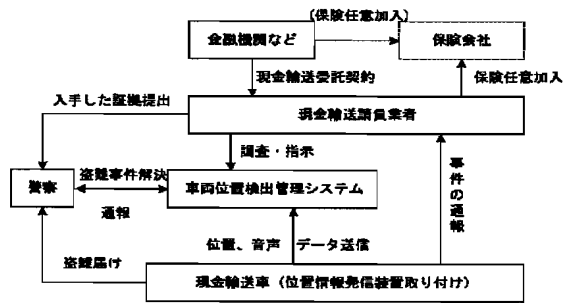 (保険任意加入)
金融機関など
保険会社
現金輸送委託契約
保険任意加入
入手した証拠提出
現金輸送請負業者
調査・指示
事件の通報
警察
盗難事件解決
通報
車両位置検出管理システム
位置、音声 データ送信
盗難届け
現金輸送車(位置情報発信装置取り付け)